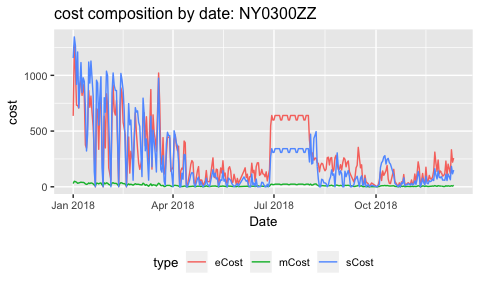 cost composition by date: NY0300ZZ
1000
500
0
cost
Jan 2018
Apr 2018
Jul 2018
Oct 2018
Date
type
eCost
mCost
sCost